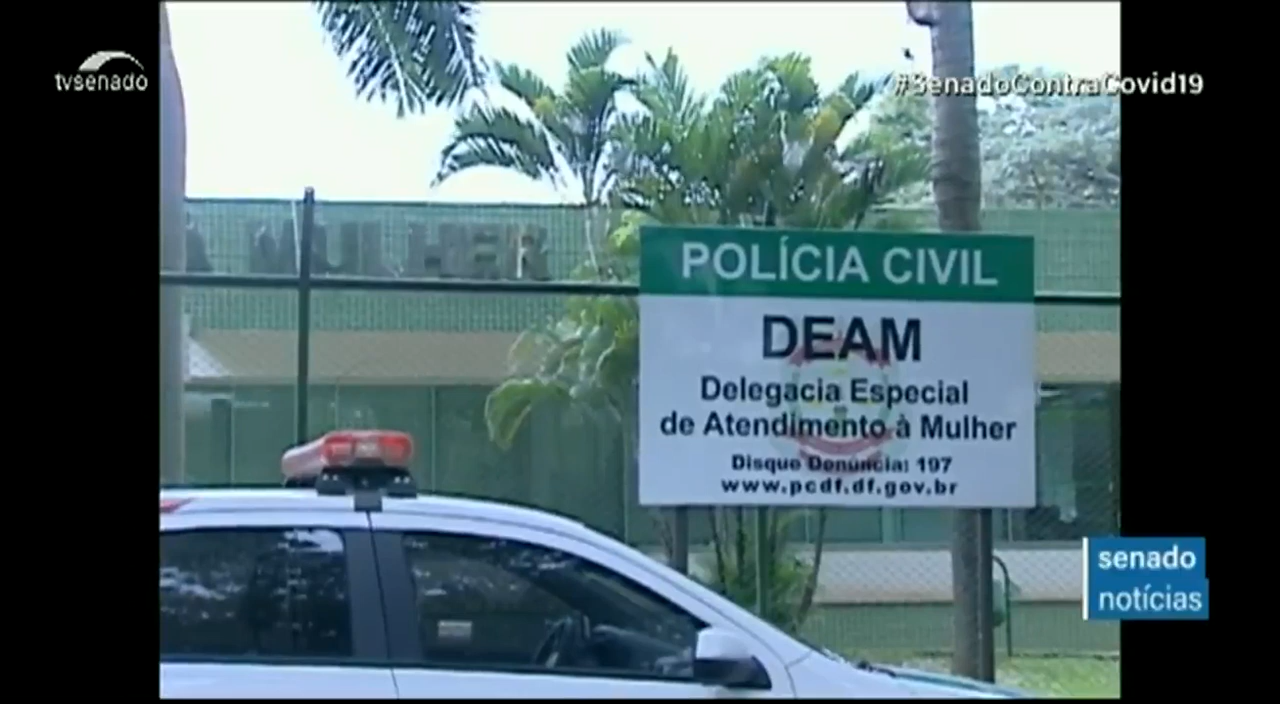 tvsenado
#SenadoContraCovid19
A MULHER
POLÍCIA CIVIL
DEAM
Delegacia Especial
de Atendimento à Mulher
Disque Denúncia: 197
www.pcdf.df.gov.br
senado
notícias